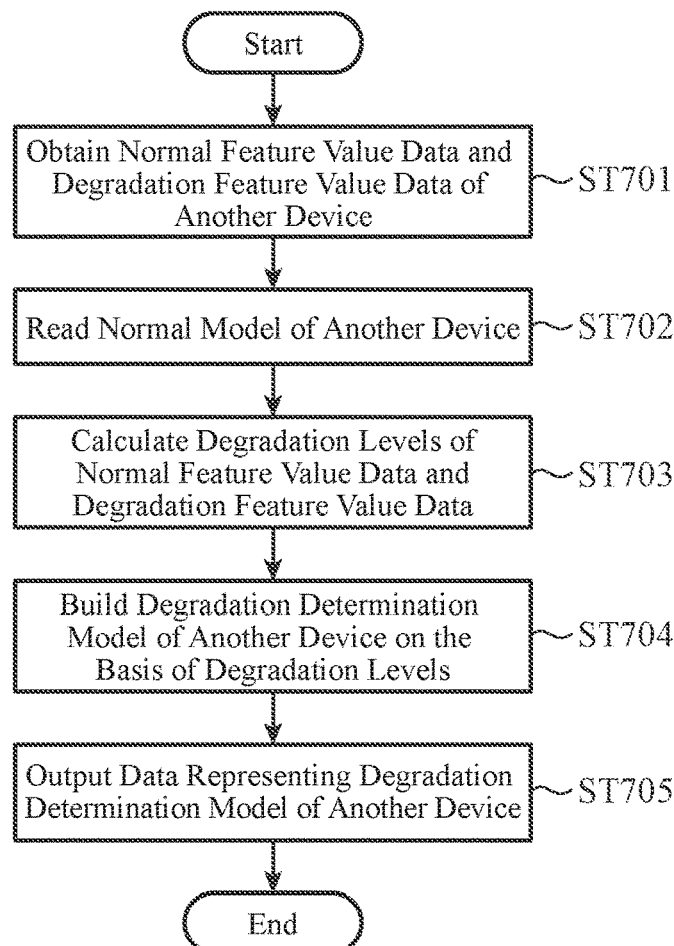 Start
Obtain Normal Feature Value Data and
Degradation Feature Value Data of
Another Device
ST701
Read Normal Model of Another Device
ST702
Calculate Degradation Levels of
Normal Feature Value Data and
Degradation Feature Value Data
ST703
Build Degradation Determination
Model of Another Device on the
Basis of Degradation Levels
ST704
Output Data Representing Degradation
Determination Model of Another Device
ST705
End